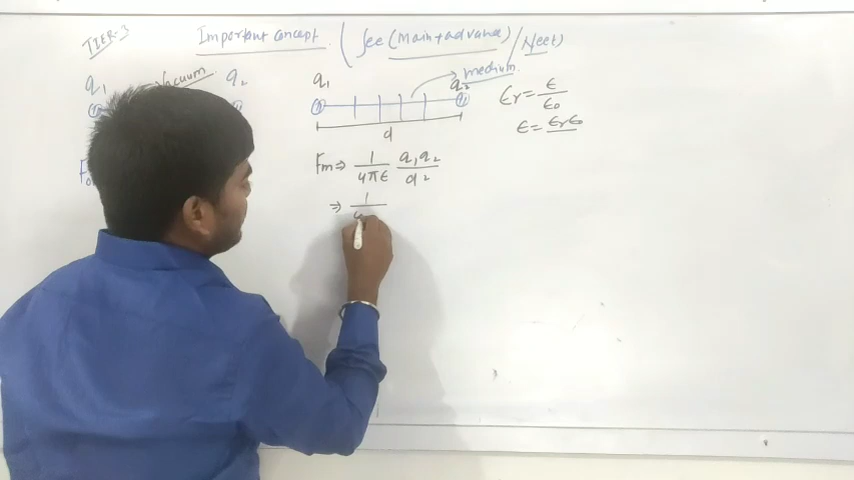 TIER-3
Important Concept (Jee (Main+advance) / Neet)
q1 Vacuum q2
q1 medium q2
d
εr = ε/ε0
ε = εrε0
Fm ⇒ 1/4πε q1q2/d2
⇒ 1/4